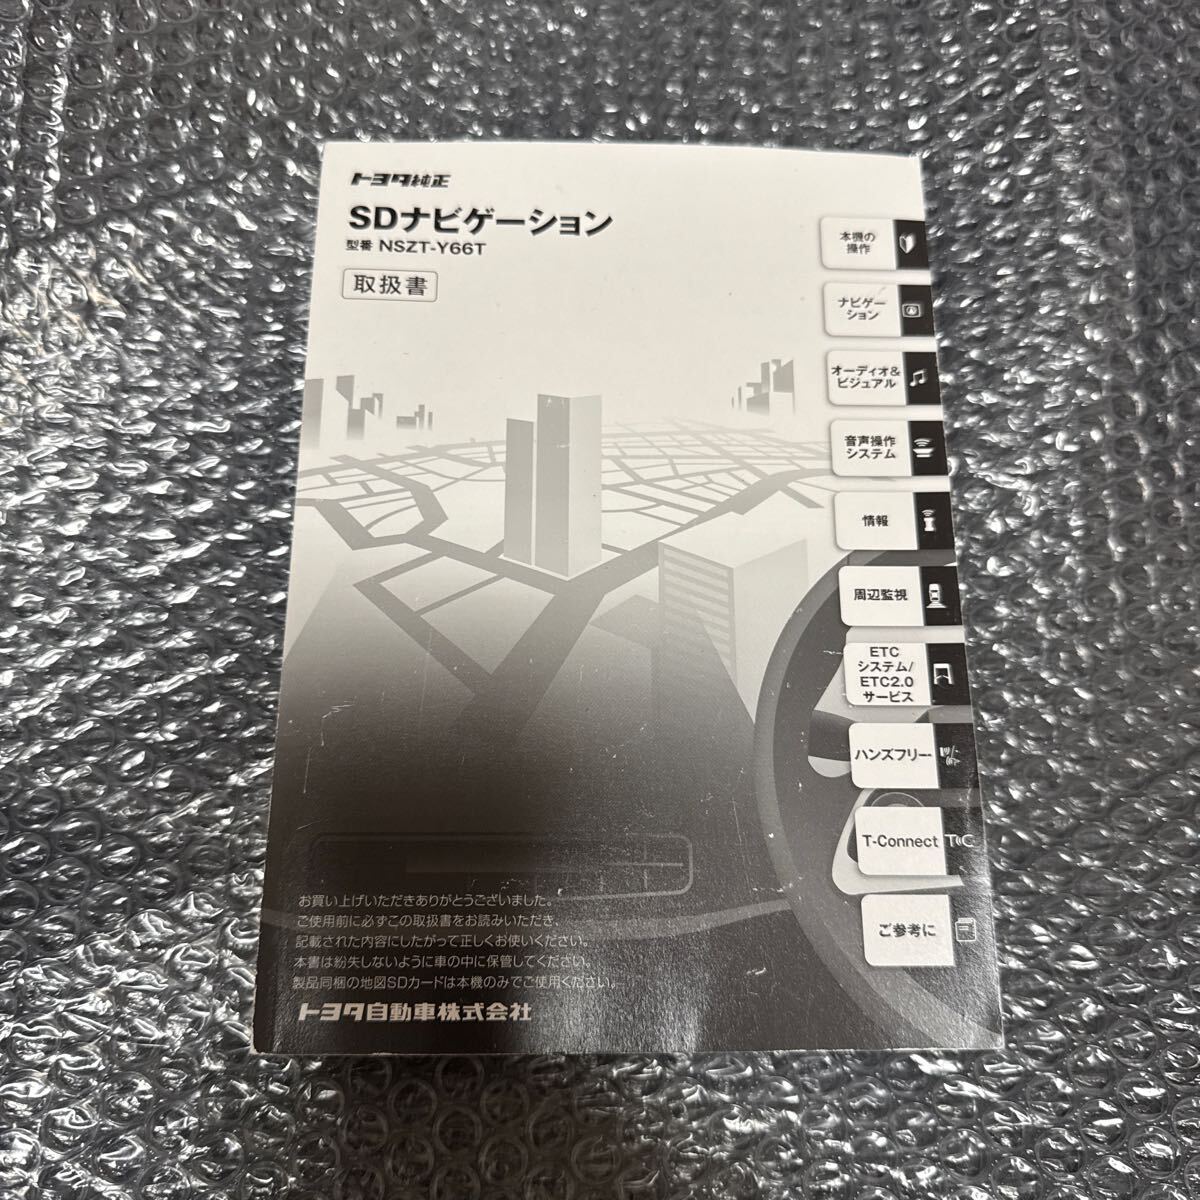 トヨタ純正
SDナビゲーション
型番 NSZT-Y66T
取扱書
本機の
操作
ナビゲー
ション
オーディオ&
ビジュアル
音声操作
システム
情報
周辺監視
ETC
システム/
ETC2.0
サービス
ハンズフリー
T-Connect
ご参考に
お買い上げいただきありがとうございました。
ご使用前に必ずこの取扱書をお読みいただき、
記載された内容にしたがって正しくお使いください。
本書は紛失しないように車の中に保管してください。
製品同梱の地図SDカードは本機のみでご使用ください。
トヨタ自動車株式会社